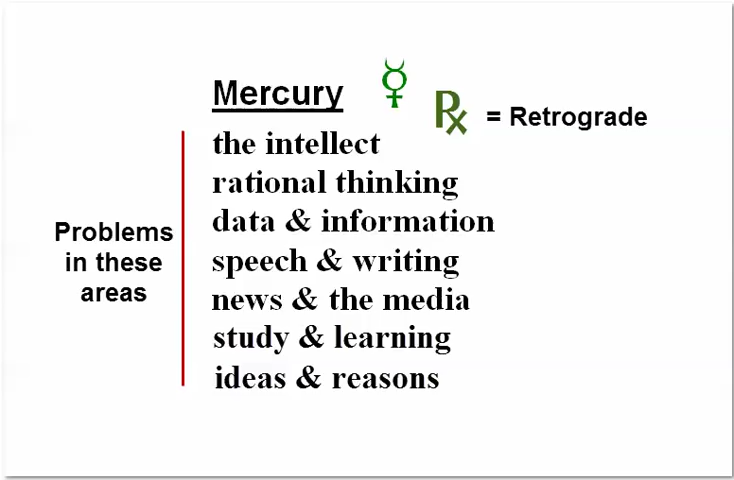 Mercury ☿
℞ = Retrograde
the intellect
rational thinking
data & information
speech & writing
news & the media
study & learning
ideas & reasons
Problems
in these
areas